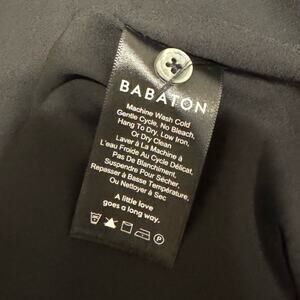 BABATON
Machine Wash Cold
Gentle Cycle, No Bleach,
Hang To Dry, Low Iron,
Or Dry Clean
Laver À La Machine À
L'eau Froide Au Cycle Délicat,
Pas De Blanchiment,
Suspendre Pour Sécher,
Repasser À Basse Température,
Ou Nettoyer À Sec
A little love
goes a long way.
P